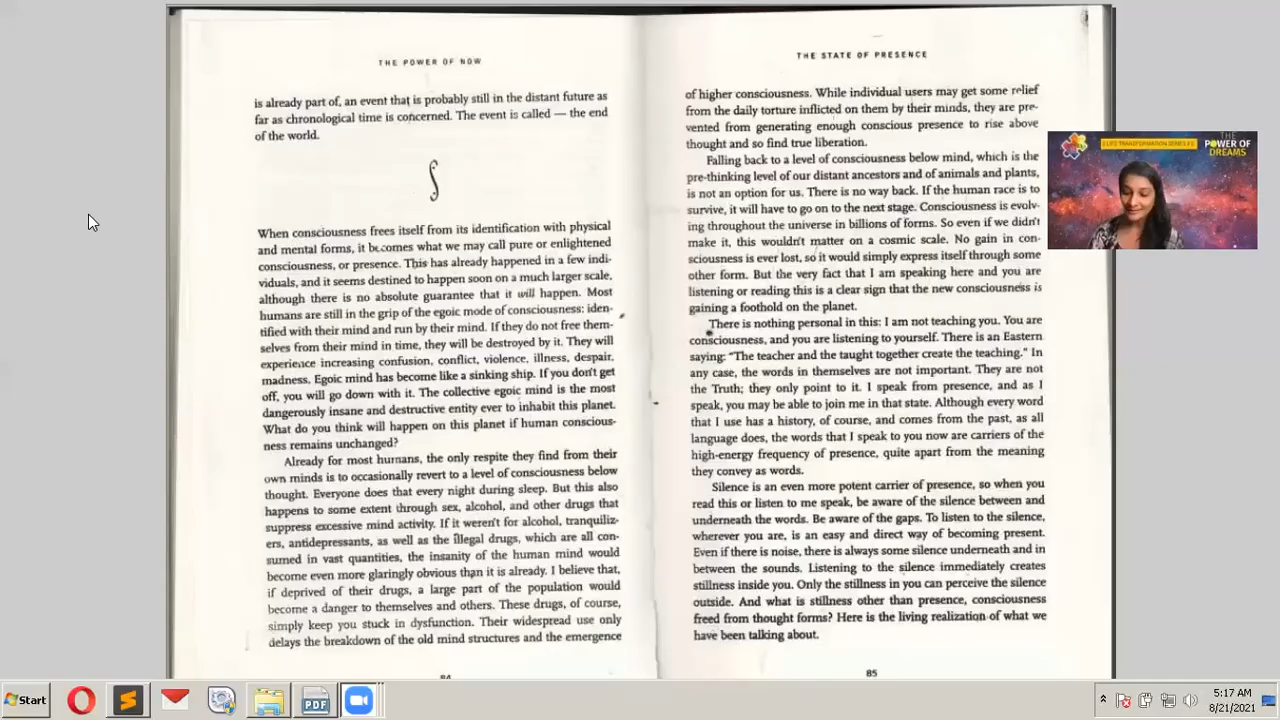 THE POWER OF NOW
is already part of, an event that is probably still in the distant future as
far as chronological time is concerned. The event is called — the end
of the world.
When consciousness frees itself from its identification with physical
and mental forms, it becomes what we may call pure or enlightened
consciousness, or presence. This has already happened in a few indi-
viduals, and it seems destined to happen soon on a much larger scale,
although there is no absolute guarantee that it will happen. Most
humans are still in the grip of the egoic mode of consciousness: iden-
tified with their mind and run by their mind. If they do not free them-
selves from their mind in time, they will be destroyed by it. They will
experience increasing confusion, conflict, violence, illness, despair,
madness. Egoic mind has become like a sinking ship. If you don't get
off, you will go down with it. The collective egoic mind is the most
dangerously insane and destructive entity ever to inhabit this planet.
What do you think will happen on this planet if human conscious-
ness remains unchanged?
Already for most humans, the only respite they find from their
own minds is to occasionally revert to a level of consciousness below
thought. Everyone does that every night during sleep. But this also
happens to some extent through sex, alcohol, and other drugs that
suppress excessive mind activity. If it weren't for alcohol, tranquiliz-
ers, antidepressants, as well as the illegal drugs, which are all con-
sumed in vast quantities, the insanity of the human mind would
become even more glaringly obvious than it is already. I believe that,
if deprived of their drugs, a large part of the population would
become a danger to themselves and others. These drugs, of course,
simply keep you stuck in dysfunction. Their widespread use only
delays the breakdown of the old mind structures and the emergence
84
THE STATE OF PRESENCE
of higher consciousness. While individual users may get some relief
from the daily torture inflicted on them by their minds, they are pre-
vented from generating enough conscious presence to rise above
thought and so find true liberation.
Falling back to a level of consciousness below mind, which is the
pre-thinking level of our distant ancestors and of animals and plants,
is not an option for us. There is no way back. If the human race is to
survive, it will have to go on to the next stage. Consciousness is evolv-
ing throughout the universe in billions of forms. So even if we didn't
make it, this wouldn't matter on a cosmic scale. No gain in con-
sciousness is ever lost, so it would simply express itself through some
other form. But the very fact that I am speaking here and you are
listening or reading this is a clear sign that the new consciousness is
gaining a foothold on the planet.
There is nothing personal in this: I am not teaching you. You are
consciousness, and you are listening to yourself. There is an Eastern
saying: "The teacher and the taught together create the teaching." In
any case, the words in themselves are not important. They are not
the Truth; they only point to it. I speak from presence, and as I
speak, you may be able to join me in that state. Although every word
that I use has a history, of course, and comes from the past, as all
language does, the words that I speak to you now are carriers of the
high-energy frequency of presence, quite apart from the meaning
they convey as words.
Silence is an even more potent carrier of presence, so when you
read this or listen to me speak, be aware of the silence between and
underneath the words. Be aware of the gaps. To listen to the silence,
wherever you are, is an easy and direct way of becoming present.
Even if there is noise, there is always some silence underneath and in
between the sounds. Listening to the silence immediately creates
stillness inside you. Only the stillness in you can perceive the silence
outside. And what is stillness other than presence, consciousness
freed from thought forms? Here is the living realization of what we
have been talking about.
85
LIFE TRANSFORMATION SERIES
THE
POWER OF
DREAMS
Start
PDF
5:17 AM
8/21/2021